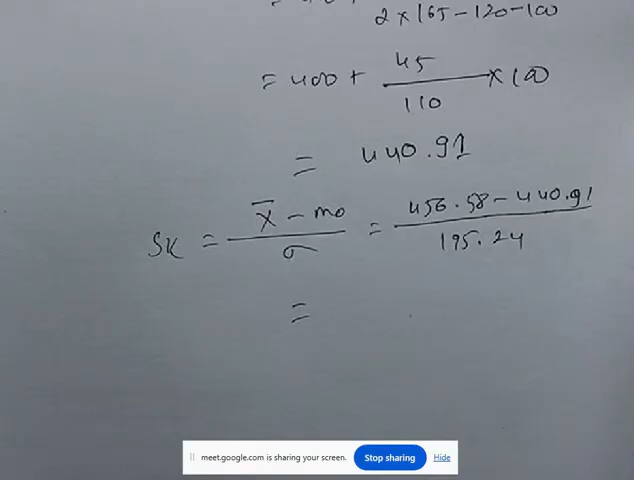 2 × 165 - 120 - 100
= 400 + 45 / 110 × 100
= 440.91
SK = x̄ - mo / σ = 456.58 - 440.91 / 195.24
=
meet.google.com is sharing your screen. Stop sharing Hide